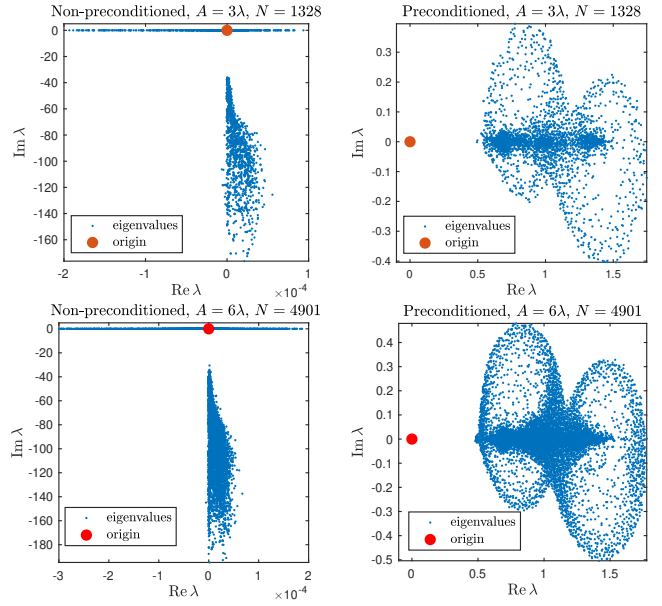 Non-preconditioned, A = 3λ, N = 1328
0
-20
-40
-60
-80
-100
-120
-140
-160
Im λ
eigenvalues
origin
-2
-1
0
1
Re λ
×10^-4
Preconditioned, A = 3λ, N = 1328
0.3
0.2
0.1
0
-0.1
-0.2
-0.3
-0.4
Im λ
eigenvalues
origin
0
0.5
1
1.5
Re λ
Non-preconditioned, A = 6λ, N = 4901
0
-20
-40
-60
-80
-100
-120
-140
-160
-180
Im λ
eigenvalues
origin
-3
-2
-1
0
1
2
Re λ
×10^-4
Preconditioned, A = 6λ, N = 4901
0.4
0.3
0.2
0.1
0
-0.1
-0.2
-0.3
-0.4
-0.5
Im λ
eigenvalues
origin
0
0.5
1
1.5
Re λ